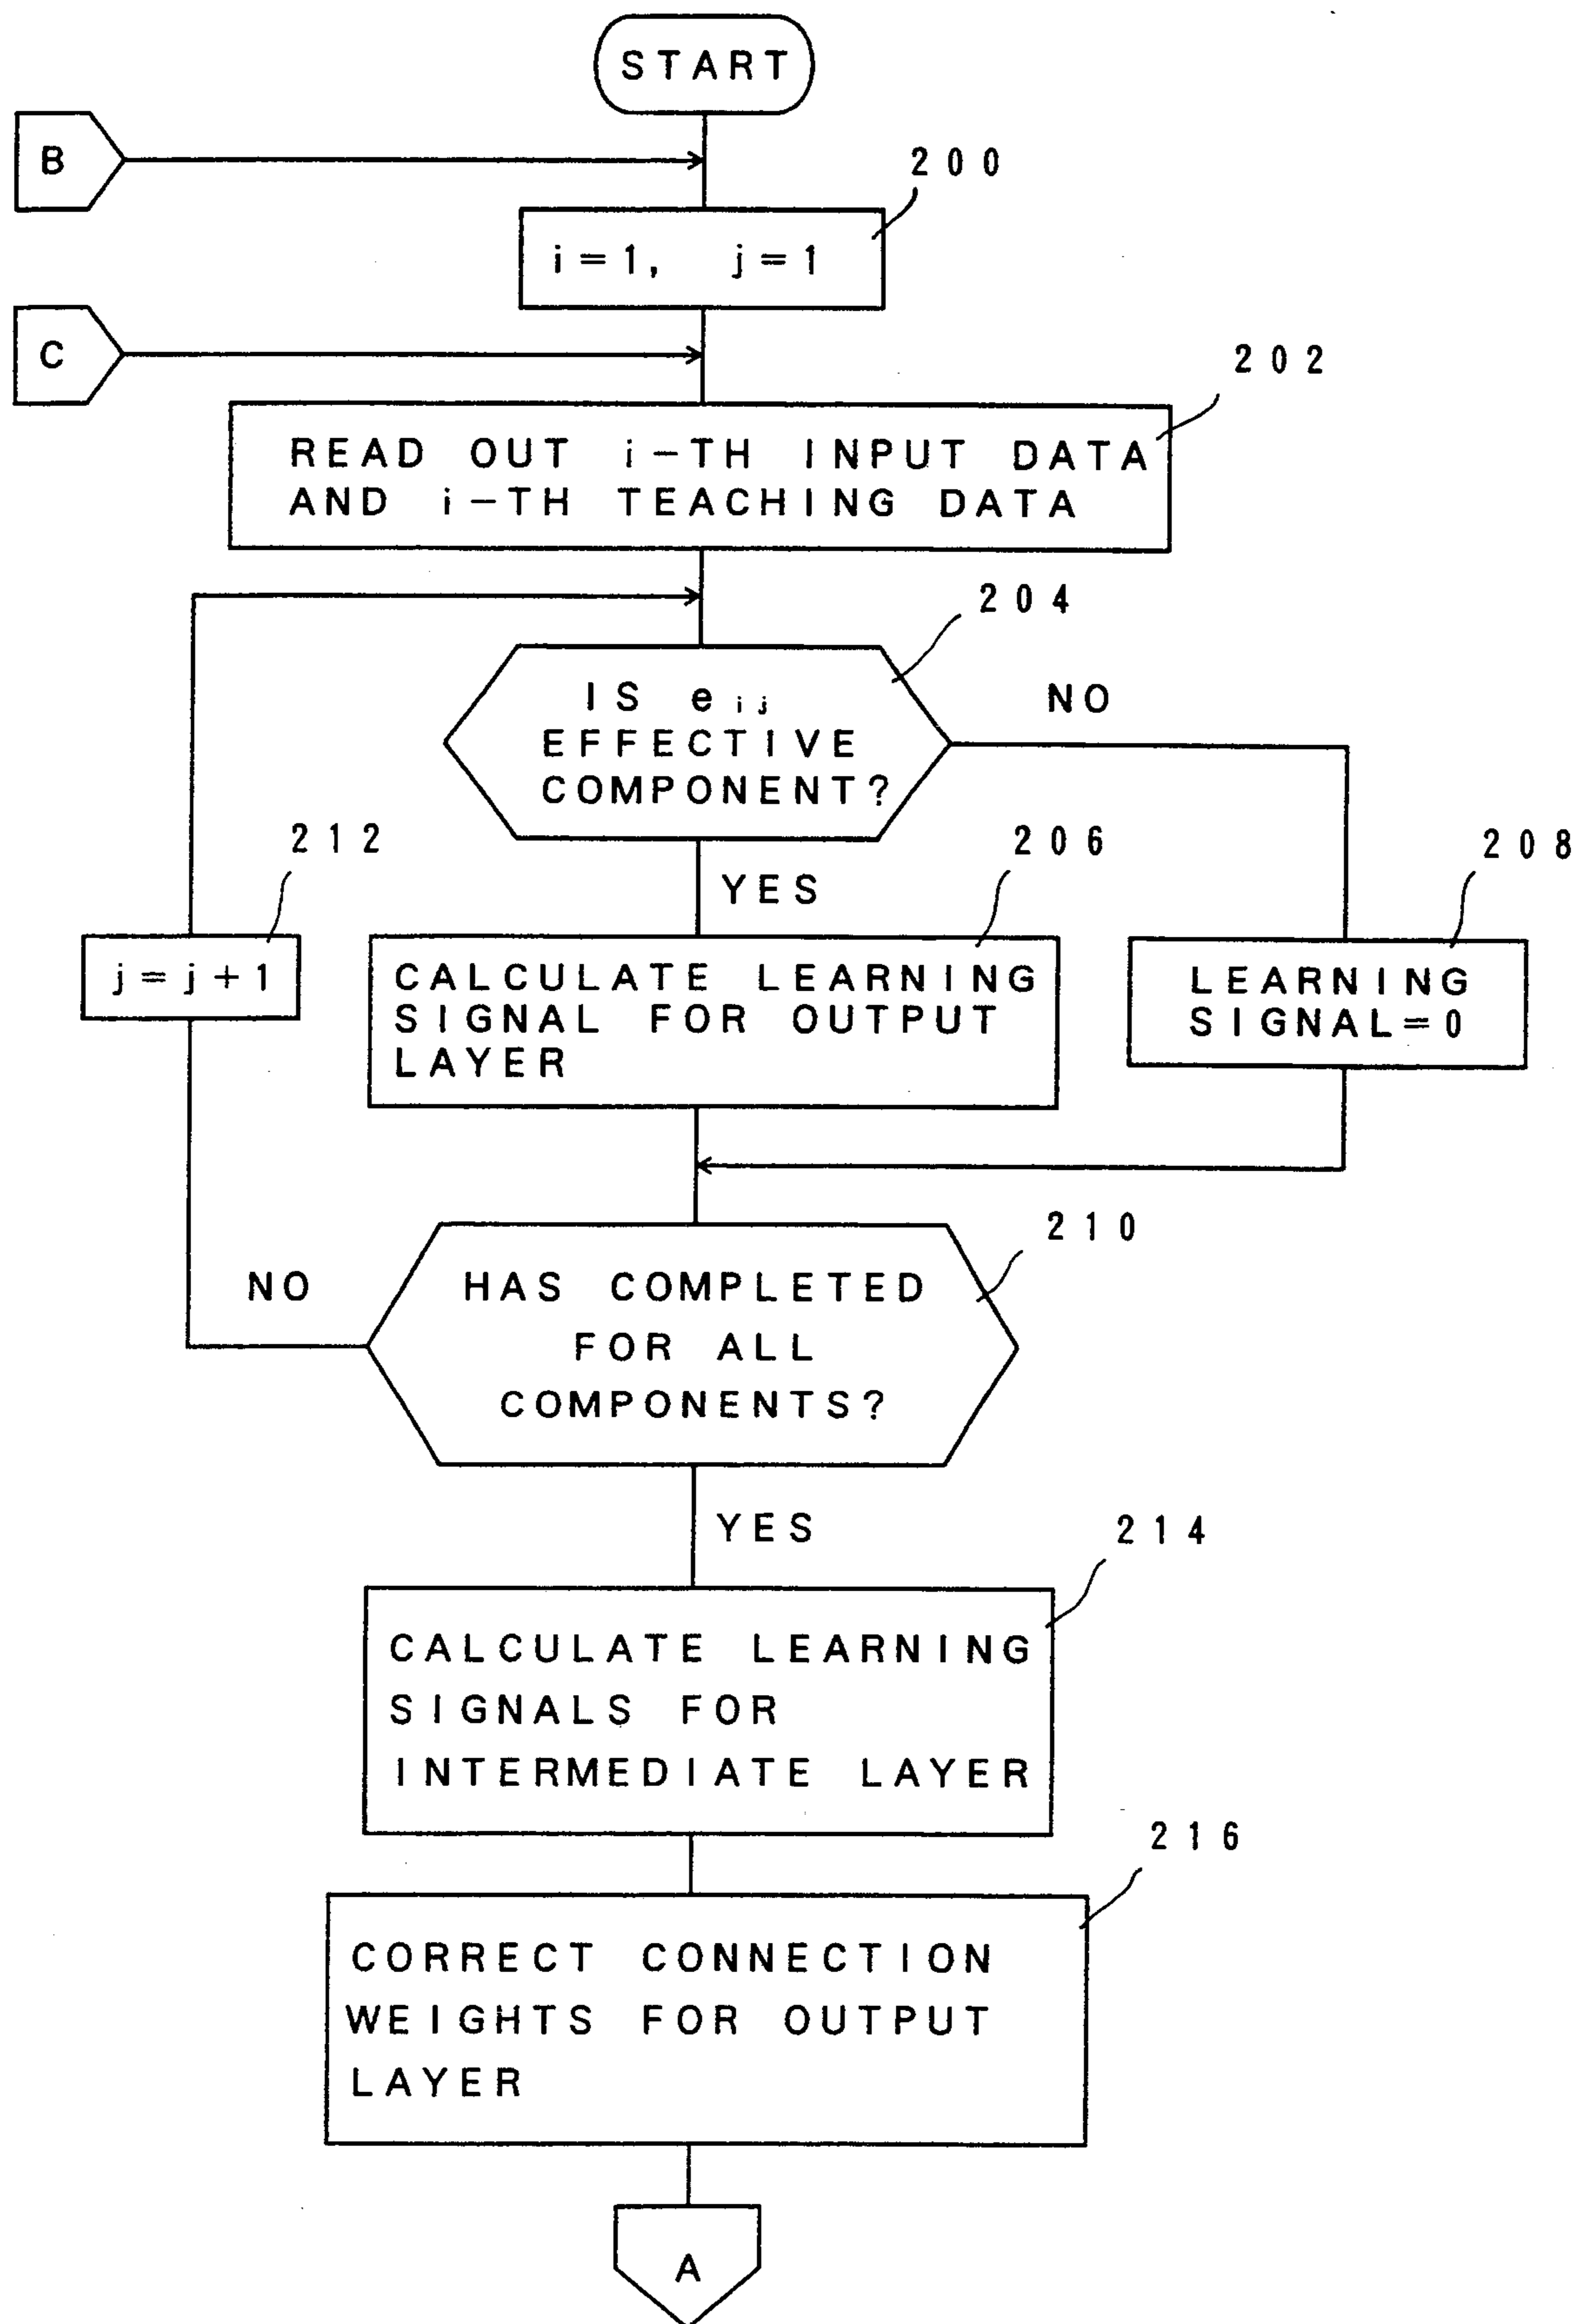 START
B
200
i=1, j=1
C
202
READ OUT i-TH INPUT DATA
AND i-TH TEACHING DATA
204
IS eij
EFFECTIVE
COMPONENT?
NO
212
206
208
YES
j=j+1
CALCULATE LEARNING
SIGNAL FOR OUTPUT
LAYER
LEARNING
SIGNAL=0
210
NO
HAS COMPLETED
FOR ALL
COMPONENTS?
YES
214
CALCULATE LEARNING
SIGNALS FOR
INTERMEDIATE LAYER
216
CORRECT CONNECTION
WEIGHTS FOR OUTPUT
LAYER
A